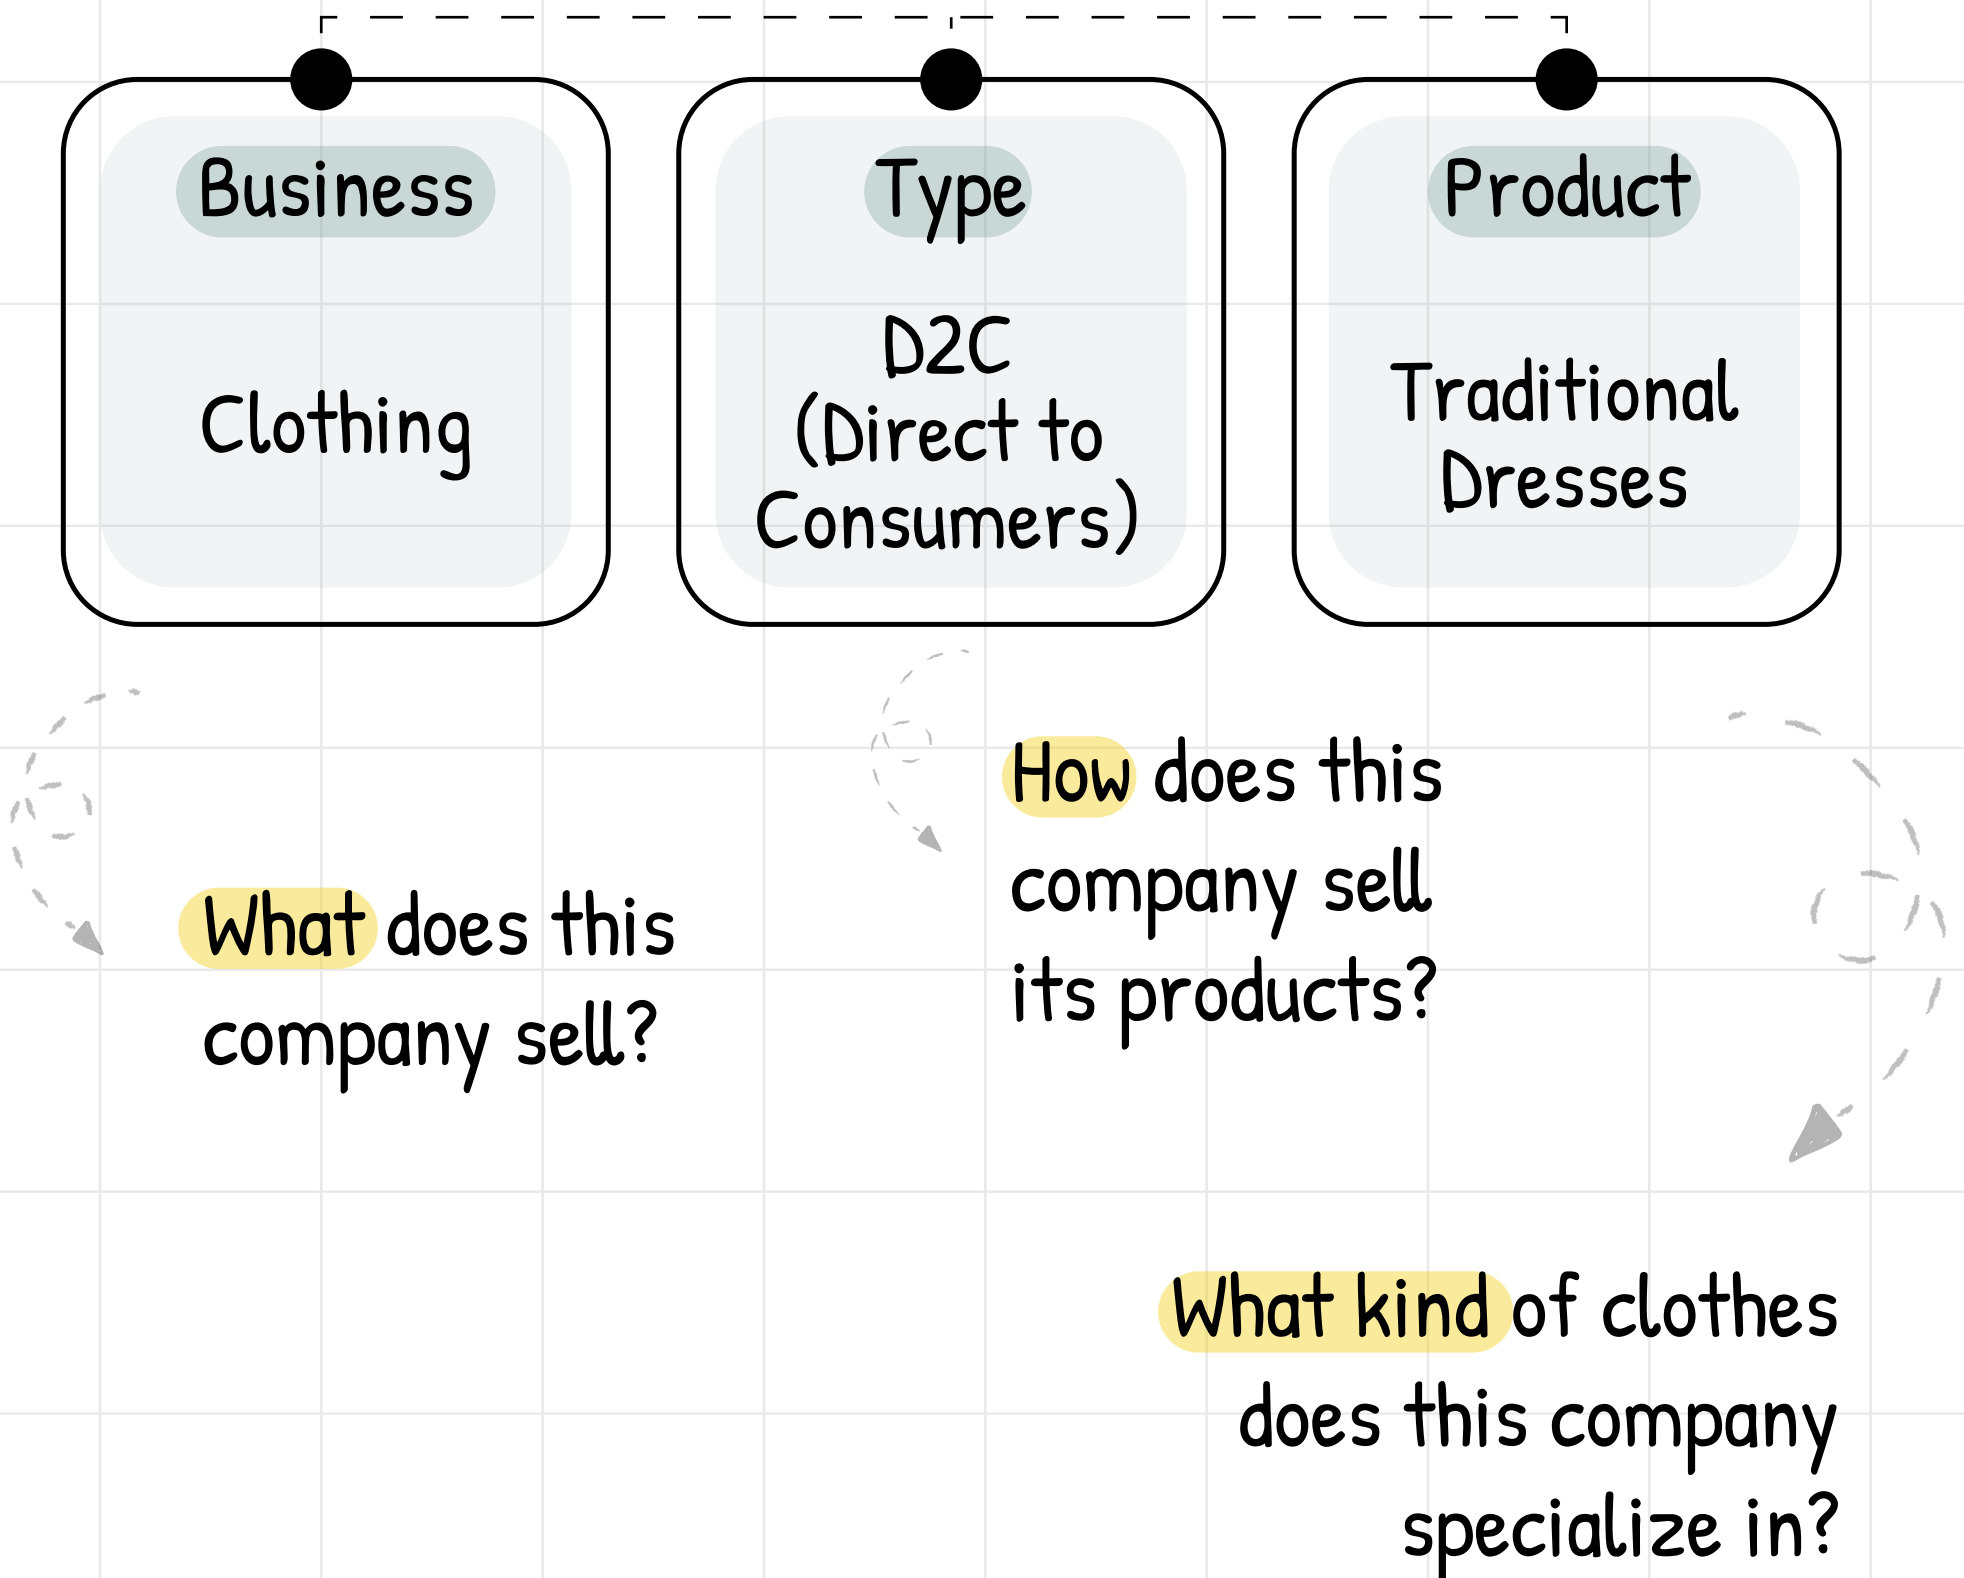 Business
Clothing
Type
D2C
(Direct to
Consumers)
Product
Traditional
Dresses
What does this
company sell?
How does this
company sell
its products?
What kind of clothes
does this company
specialize in?